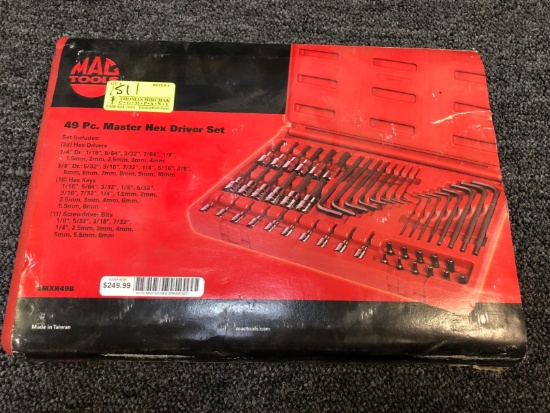 MAC
TOOLS
511
THOMAS HIRCHAK
C·O·M·P·A·N·Y
49 Pc. Master Hex Driver Set
Set Includes:
(22) Hex Drivers
1/4" Dr.: 1/16", 5/64", 3/32", 7/64", 1/8",
1.5mm, 2mm, 2.5mm, 3mm, 4mm
3/8" Dr.: 5/32", 3/16", 7/32", 1/4", 5/16", 3/8",
5mm, 6mm, 7mm, 8mm, 9mm, 10mm
(16) Hex Keys
1/16", 5/64", 3/32", 1/8", 5/32",
3/16", 7/32", 1/4", 1.5mm, 2mm,
2.5mm, 3mm, 4mm, 5mm,
5.5mm, 6mm
(11) Screwdriver Bits
1/8", 5/32", 3/16", 7/32",
1/4", 2.5mm, 3mm, 4mm,
5mm, 5.5mm, 6mm
SMXH49B
$249.99
Made in Taiwan
mactools.com